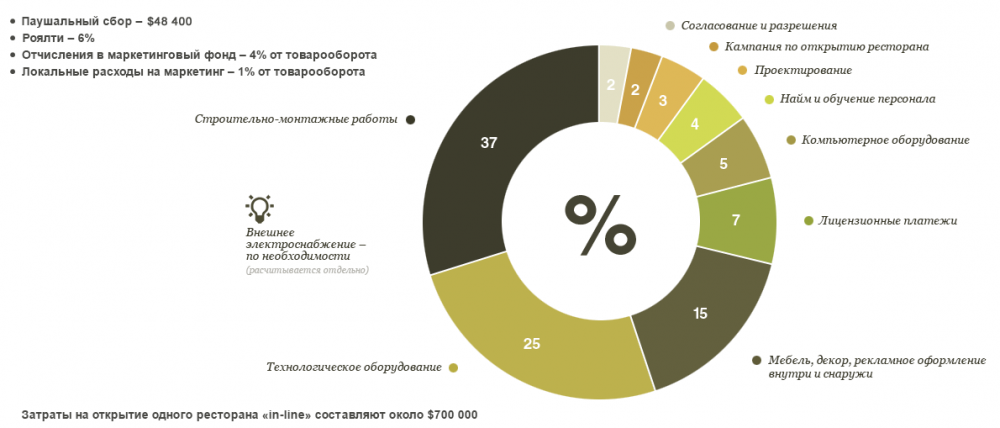 • Паушальный сбор – $48 400
• Роялти – 6%
• Отчисления в маркетинговый фонд – 4% от товарооборота
• Локальные расходы на маркетинг – 1% от товарооборота
Согласование и разрешения
Кампания по открытию ресторана
Проектирование
Найм и обучение персонала
Компьютерное оборудование
Лицензионные платежи
Мебель, декор, рекламное оформление
внутри и снаружи
Технологическое оборудование
Строительно-монтажные работы
2
2
3
4
5
7
15
25
37
%
Внешнее
электроснабжение –
по необходимости
(расчитывается отдельно)
Затраты на открытие одного ресторана «in-line» составляют около $700 000